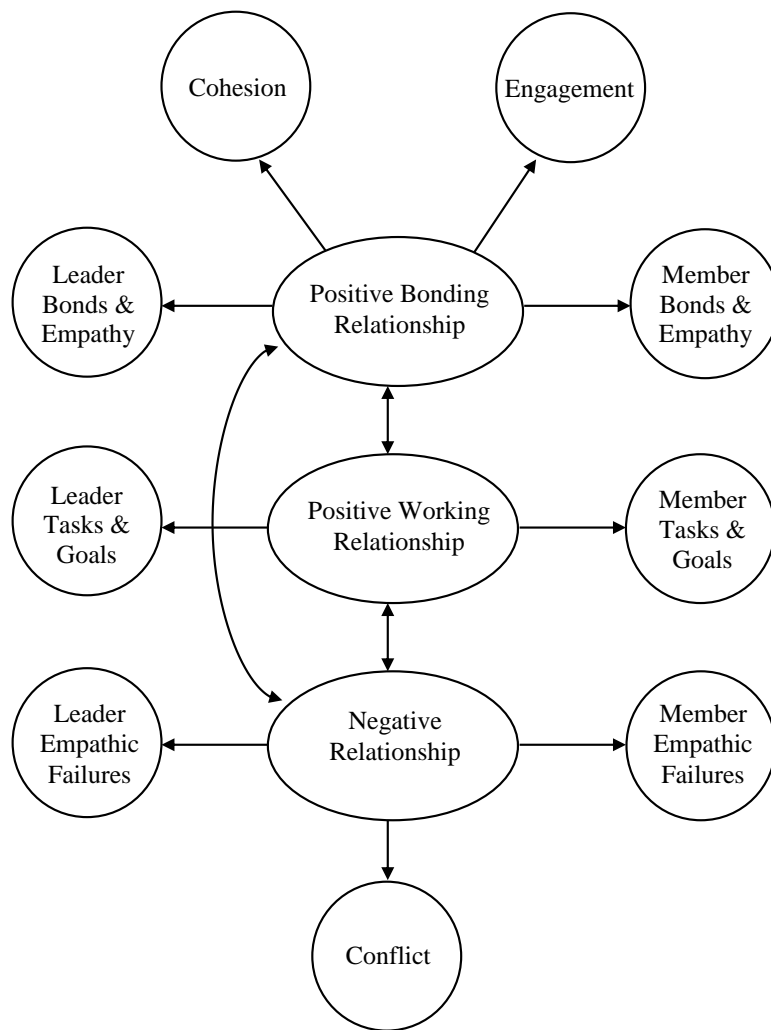 Cohesion
Engagement
Leader
Bonds &
Empathy
Positive Bonding
Relationship
Member
Bonds &
Empathy
Leader
Tasks &
Goals
Positive Working
Relationship
Member
Tasks &
Goals
Leader
Empathic
Failures
Negative
Relationship
Member
Empathic
Failures
Conflict